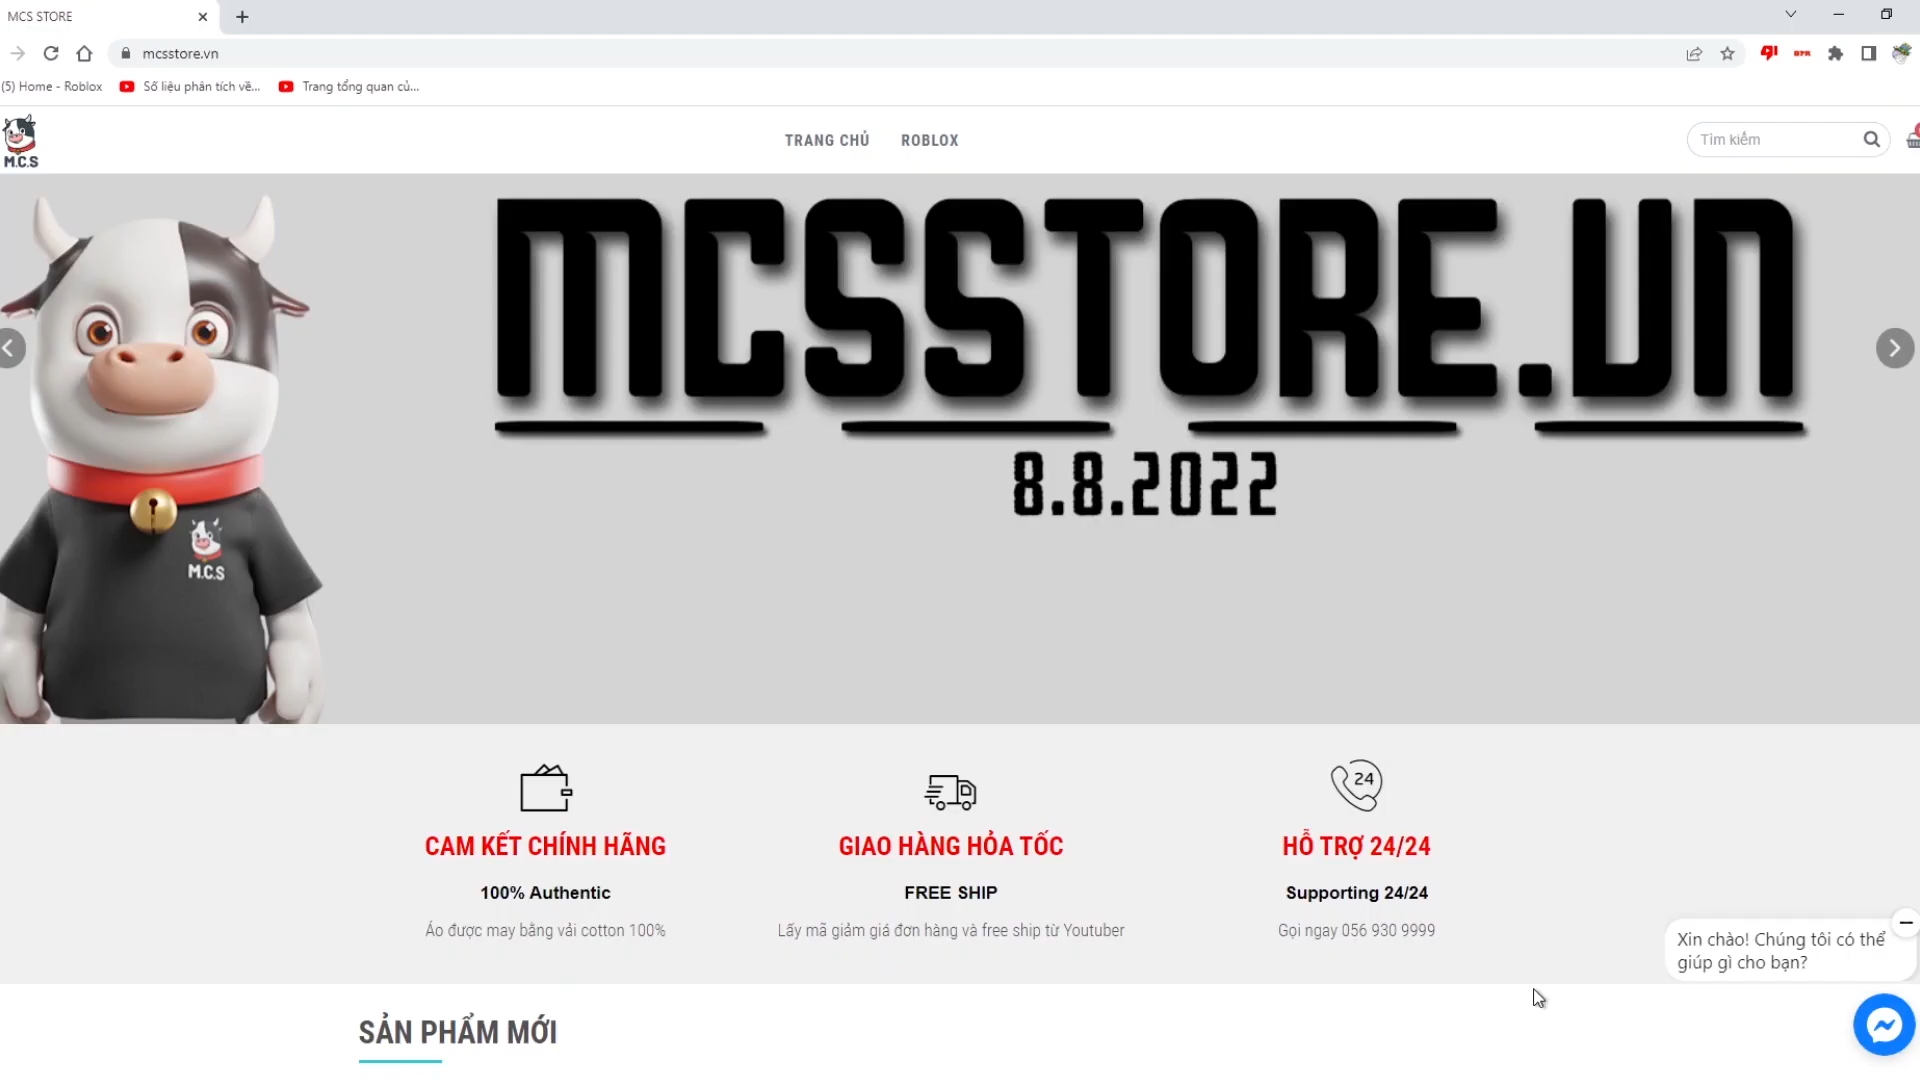 MCS STORE
mcsstore.vn
(5) Home - Roblox
Số liệu phân tích về...
Trang tổng quan củ...
M.C.S
TRANG CHỦ
ROBLOX
Tìm kiếm
MCSSTORE.VN
8.8.2022
M.C.S
24
CAM KẾT CHÍNH HÃNG
GIAO HÀNG HỎA TỐC
HỖ TRỢ 24/24
100% Authentic
FREE SHIP
Supporting 24/24
Áo được may bằng vải cotton 100%
Lấy mã giảm giá đơn hàng và free ship từ Youtuber
Gọi ngay 056 930 9999
Xin chào! Chúng tôi có thể
giúp gì cho bạn?
SẢN PHẨM MỚI